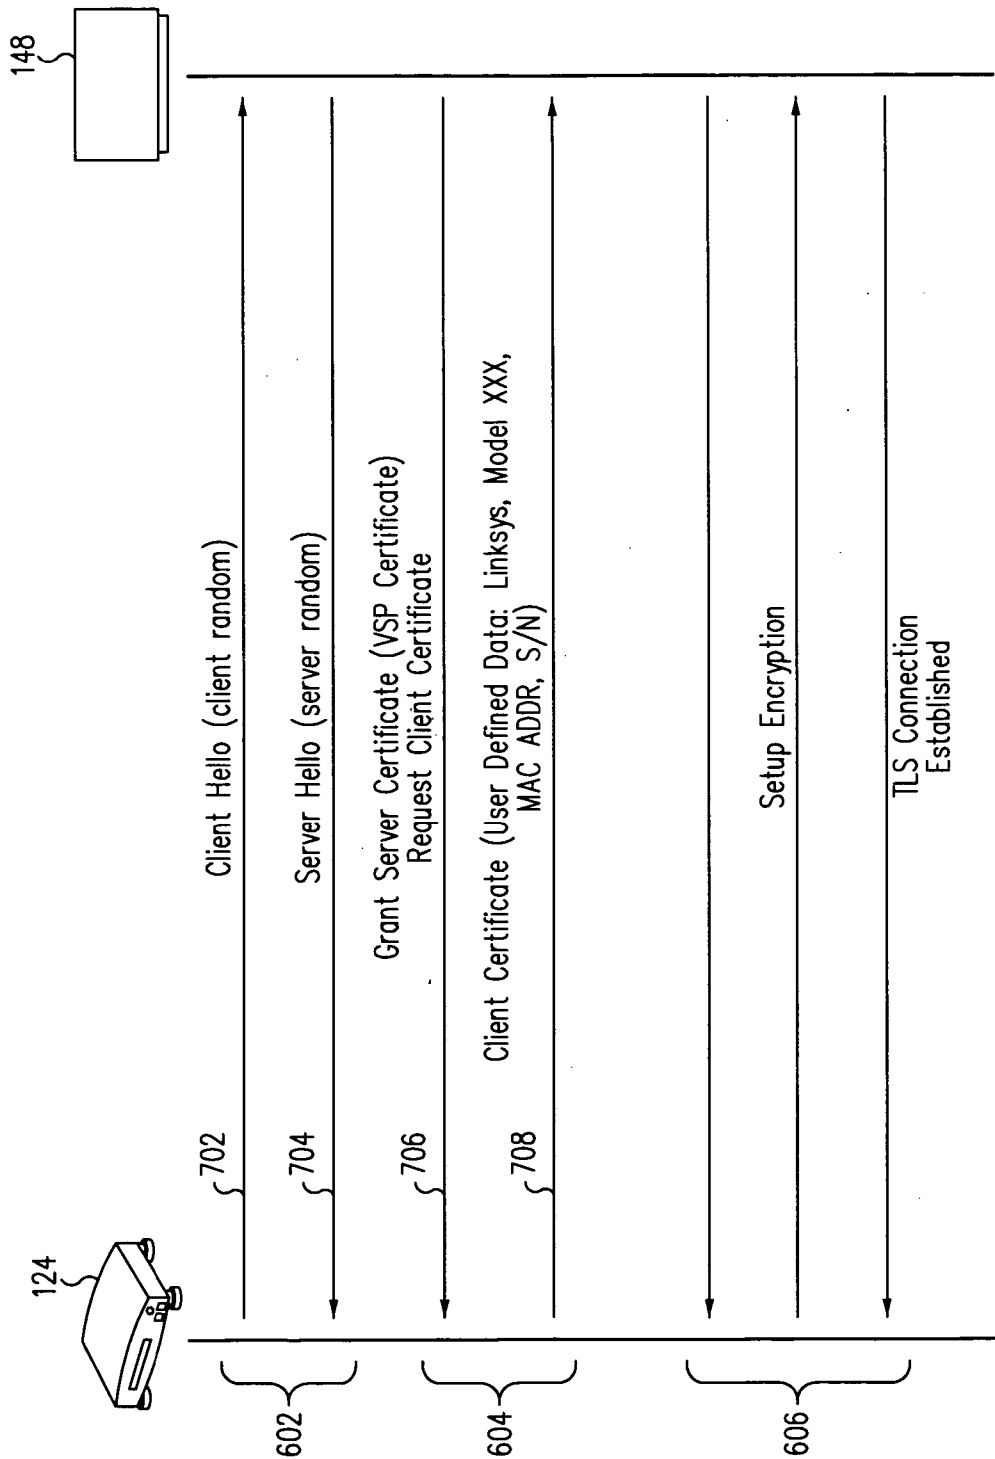 124
148
702
Client Hello (client random)
704
Server Hello (server random)
602
706
Grant Server Certificate (VSP Certificate)
Request Client Certificate
708
Client Certificate (User Defined Data: Linksys, Model XXX,
MAC ADDR, S/N)
604
Setup Encryption
606
TLS Connection
Established